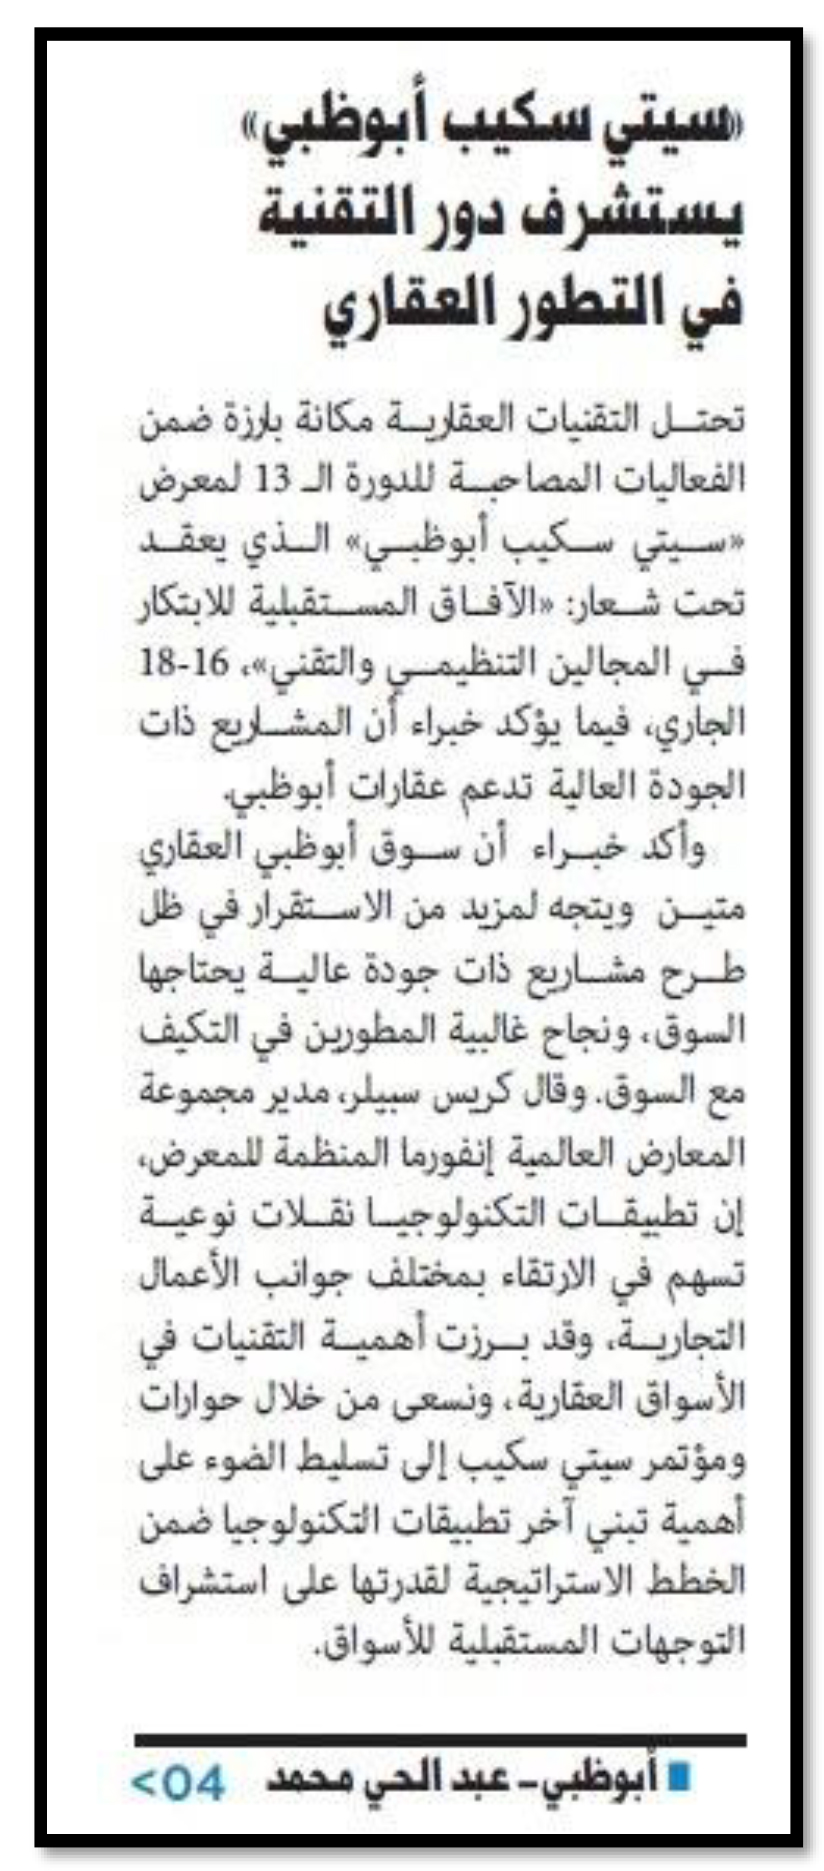 «سيتي سكيب أبوظبي»
يستشرف دور التقنية
في التطور العقاري
تحتل التقنيات العقارية مكانة بارزة ضمن
الفعاليات المصاحبة للدورة الـ 13 لمعرض
«سيتي سكيب أبوظبي» الذي يعقد
تحت شعار: «الآفاق المستقبلية للابتكار
في المجالين التنظيمي والتقني»، 16-18
الجاري، فيما يؤكد خبراء أن المشاريع ذات
الجودة العالية تدعم عقارات أبوظبي.
وأكد خبراء أن سوق أبوظبي العقاري
متين ويتجه لمزيد من الاستقرار في ظل
طرح مشاريع ذات جودة عالية يحتاجها
السوق، ونجاح غالبية المطورين في التكيف
مع السوق. وقال كريس سبيلر، مدير مجموعة
المعارض العالمية إنفورما المنظمة للمعرض،
إن تطبيقات التكنولوجيا نقلات نوعية
تسهم في الارتقاء بمختلف جوانب الأعمال
التجارية، وقد برزت أهمية التقنيات في
الأسواق العقارية، ونسعى من خلال حوارات
ومؤتمر سيتي سكيب إلى تسليط الضوء على
أهمية تبني آخر تطبيقات التكنولوجيا ضمن
الخطط الاستراتيجية لقدرتها على استشراف
التوجهات المستقبلية للأسواق.
أبوظبي - عبد الحي محمد 04>